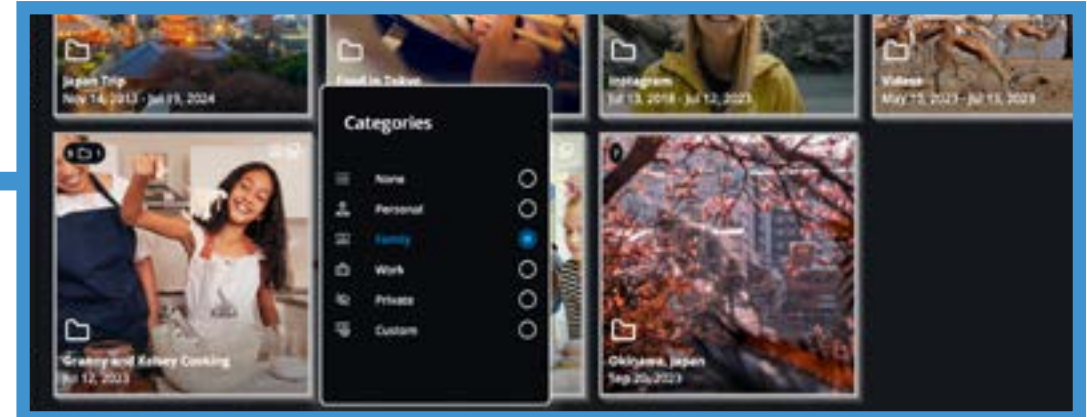 Japan Trip
Nov 14, 2013 - Jul 19, 2024
Food in Tokyo
Instagram
Jul 13, 2018 - Jul 12, 2023
Videos
May 15, 2023 - Jul 13, 2023
Categories
None
Personal
Family
Work
Private
Custom
Granny and Kelsey Cooking
Jul 12, 2023
Okinawa, Japan
Sep 20, 2023